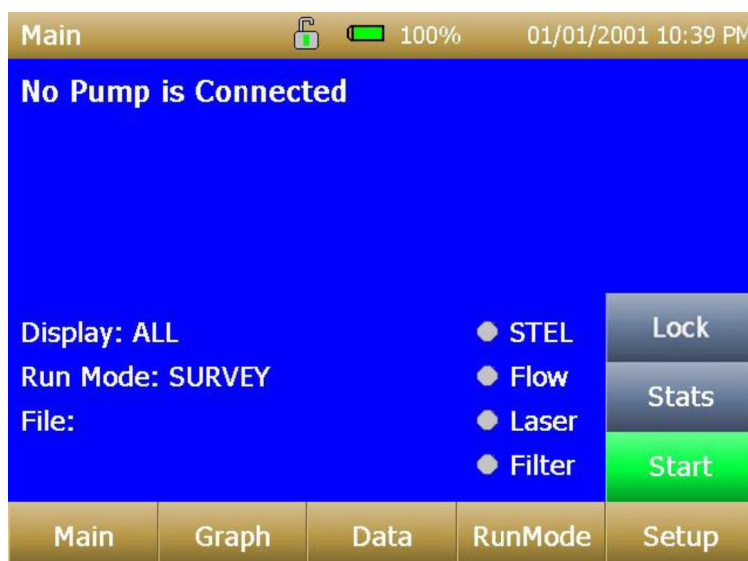 Main 100% 01/01/2001 10:39 PM
No Pump is Connected
Display: ALL
Run Mode: SURVEY
File:
STEL
Flow
Laser
Filter
Lock
Stats
Start
Main Graph Data RunMode Setup